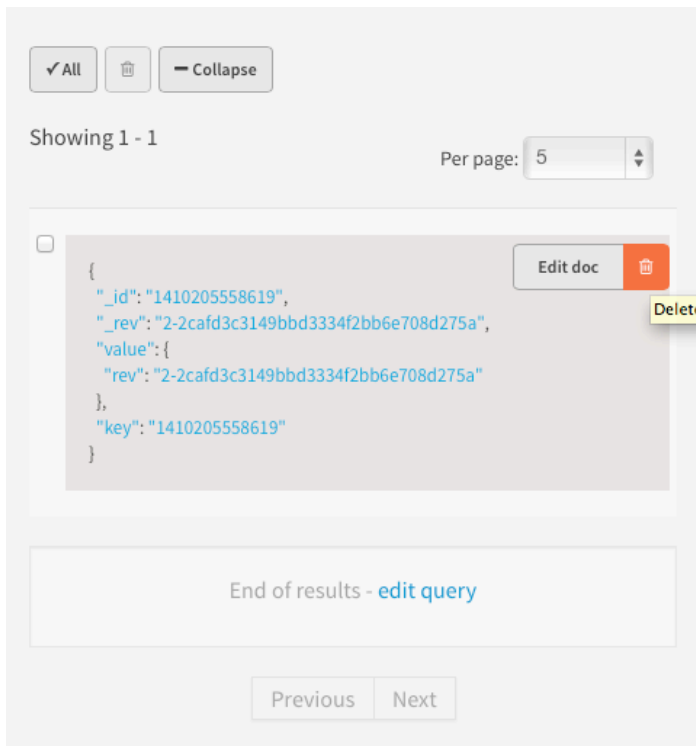 ✓All
− Collapse
Showing 1 - 1
Per page: 5
{
"_id": "1410205558619",
"_rev": "2-2cafd3c3149bbd3334f2bb6e708d275a",
"value": {
"rev": "2-2cafd3c3149bbd3334f2bb6e708d275a"
},
"key": "1410205558619"
}
Edit doc
Delet
End of results - edit query
Previous
Next